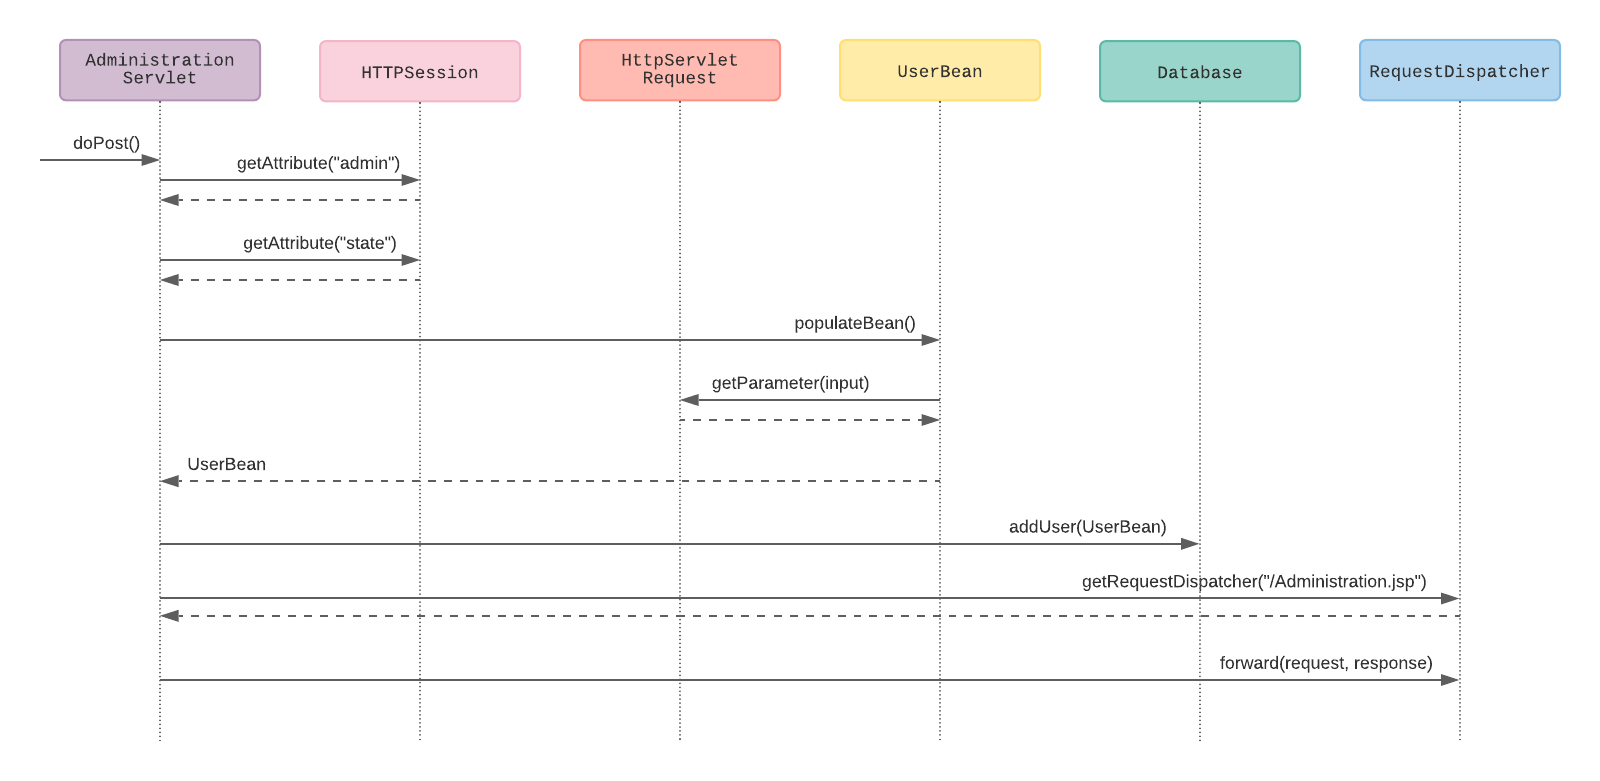 Administration
Servlet
HTTPSession
HttpServlet
Request
UserBean
Database
RequestDispatcher
doPost()
getAttribute("admin")
getAttribute("state")
populateBean()
getParameter(input)
UserBean
addUser(UserBean)
getRequestDispatcher("/Administration.jsp")
forward(request, response)